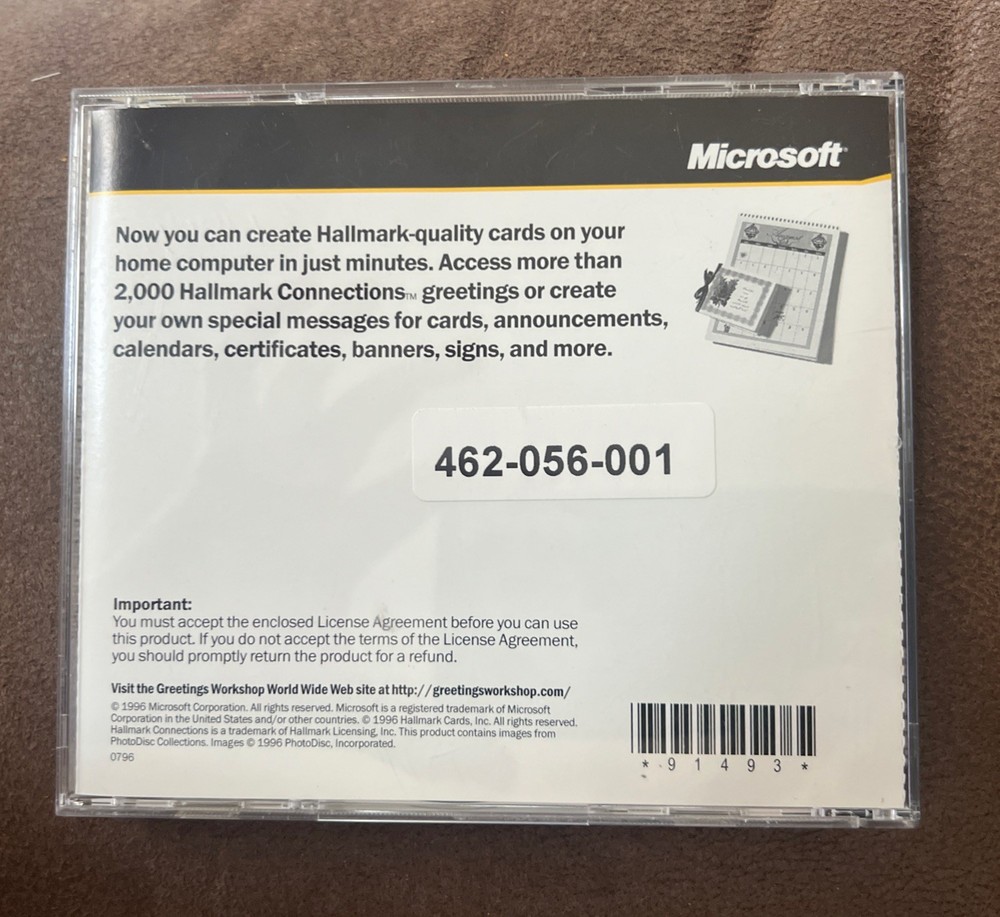 Microsoft
Now you can create Hallmark-quality cards on your
home computer in just minutes. Access more than
2,000 Hallmark Connections™ greetings or create
your own special messages for cards, announcements,
calendars, certificates, banners, signs, and more.
462-056-001
Important:
You must accept the enclosed License Agreement before you can use
this product. If you do not accept the terms of the License Agreement,
you should promptly return the product for a refund.
Visit the Greetings Workshop World Wide Web site at http://greetingsworkshop.com/
© 1996 Microsoft Corporation. All rights reserved. Microsoft is a registered trademark of Microsoft
Corporation in the United States and/or other countries. © 1996 Hallmark Cards, Inc. All rights reserved.
Hallmark Connections is a trademark of Hallmark Licensing, Inc. This product contains images from
PhotoDisc Collections. Images © 1996 PhotoDisc, Incorporated.
0796
* 9 1 4 9 3 *